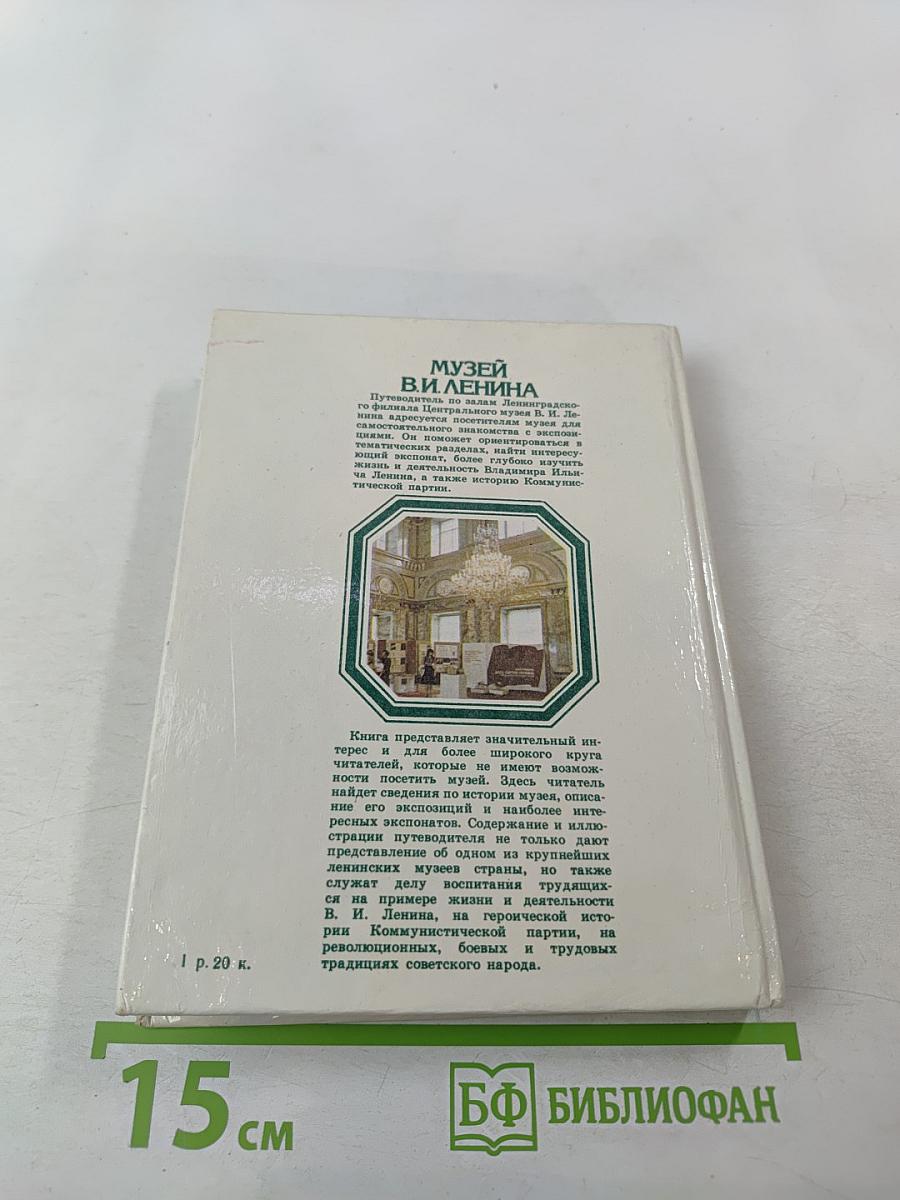 МУЗЕЙ
В.И. ЛЕНИНА
Путеводитель по залам Ленинградско-
го филиала Центрального музея В. И. Ле-
нина адресуется посетителям музея для
самостоятельного знакомства с экспози-
циями. Он поможет ориентироваться в
тематических разделах, найти интересу-
ющий экспонат, более глубоко изучить
жизнь и деятельность Владимира Ильи-
ча Ленина, а также историю Коммунис-
тической партии.
Книга представляет значительный ин-
терес и для более широкого круга
читателей, которые не имеют возмож-
ности посетить музей. Здесь читатель
найдет сведения по истории музея, описа-
ние его экспозиций и наиболее инте-
ресных экспонатов. Содержание и иллю-
страции путеводителя не только дают
представление об одном из крупнейших
ленинских музеев страны, но также
служат делу воспитания трудящих-
ся на примере жизни и деятельности
В. И. Ленина, на героической исто-
рии Коммунистической партии, на
революционных, боевых и трудовых
традициях советского народа.
1 р. 20 к.
15 см
БФ БИБЛИОФАН